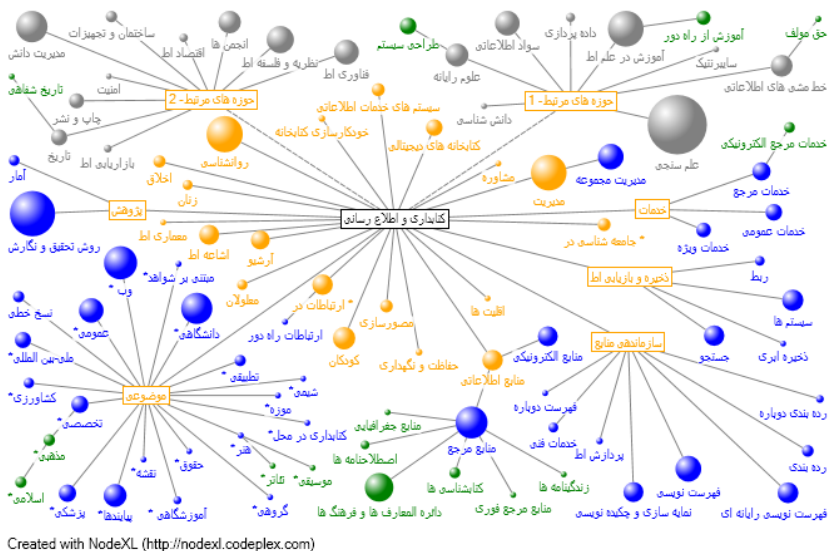 ساختمان و تجهیزات
انجمن ها
اقتصاد اط
مدیریت دانش
نظریه و فلسفه اط
فناوری اط
امنیت
تاریخ شفاهی
چاپ و نشر
تاریخ
بازاریابی اط
حوزه های مرتبط- 2
طراحی سیستم
سواد اطلاعاتی
داده پردازی
آموزش از راه دور
حق مولف
علوم رایانه
آموزش در علم اط
سایبرنتیک
خط مشی های اطلاعاتی
حوزه های مرتبط- 1
دانش شناسی
علم سنجی
سیستم های خدمات اطلاعاتی
خودکارسازی کتابخانه
کتابخانه های دیجیتالی
روانشناسی
اخلاق
زنان
مشاوره
مدیریت
مدیریت مجموعه
خدمات مرجع الکترونیکی
خدمات مرجع
خدمات
خدمات عمومی
خدمات ویژه
آمار
پژوهش
روش تحقیق و نگارش
کتابداری و اطلاع رسانی
معماری اط
اشاعه اط
آرشیو
معلولان
* جامعه شناسی در
ذخیره و بازیابی اط
ربط
سیستم ها
ذخیره ابری
جستجو
مبتنی بر شواهد*
وب *
نسخ خطی
عمومی*
دانشگاهی*
ملی-بین المللی*
* ارتباطات در
ارتباطات راه دور
مصورسازی
اقلیت ها
کودکان
حفاظت و نگهداری
منابع الکترونیکی
منابع اطلاعاتی
سازماندهی منابع
تطبیقی*
شیمی*
موزه*
کتابداری در محل*
موضوعی
کشاورزی*
تخصصی*
مذهبی*
اسلامی*
هنر*
موسیقی*
تئاتر*
حقوق*
نقشه*
پزشکی*
پیایندها*
آموزشگاهی*
گروهی*
منابع جغرافیایی
اصطلاحنامه ها
منابع مرجع
دائره المعارف ها و فرهنگ ها
کتابشناسی ها
منابع مرجع فوری
زندگینامه ها
فهرست دوباره
خدمات فنی
پردازش اط
نمایه سازی و چکیده نویسی
فهرست نویسی
فهرست نویسی رایانه ای
رده بندی
رده بندی دوباره
Created with NodeXL (http://nodexl.codeplex.com)